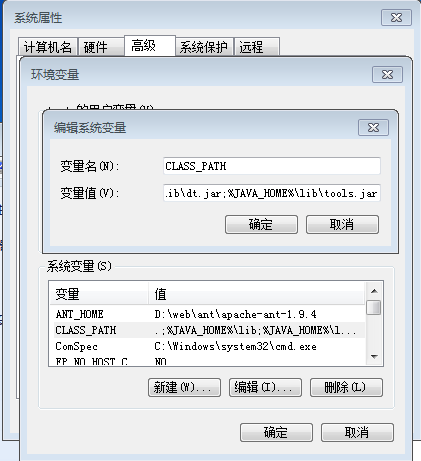 系统属性
计算机名 硬件 高级 系统保护 远程
环境变量
的用户变量(U)
编辑系统变量
变量名(N): CLASS_PATH
变量值(V): .ib\dt.jar;%JAVA_HOME%\lib\tools.jar
确定 取消
系统变量(S)
变量 值
ANT_HOME D:\web\ant\apache-ant-1.9.4
CLASS_PATH .;%JAVA_HOME%\lib;%JAVA_HOME%\l...
ComSpec C:\Windows\system32\cmd.exe
FP_NO_HOST_C NO
新建(W)... 编辑(I)... 删除(L)
确定 取消